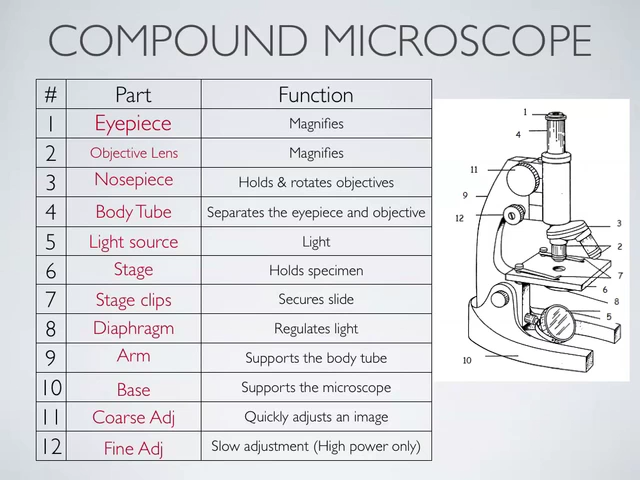 COMPOUND MICROSCOPE
# Part Function
1 Eyepiece Magnifies
2 Objective Lens Magnifies
3 Nosepiece Holds & rotates objectives
4 Body Tube Separates the eyepiece and objective
5 Light source Light
6 Stage Holds specimen
7 Stage clips Secures slide
8 Diaphragm Regulates light
9 Arm Supports the body tube
10 Base Supports the microscope
11 Coarse Adj Quickly adjusts an image
12 Fine Adj Slow adjustment (High power only)
1
4
11
9
12
3
2
7
6
8
5
10